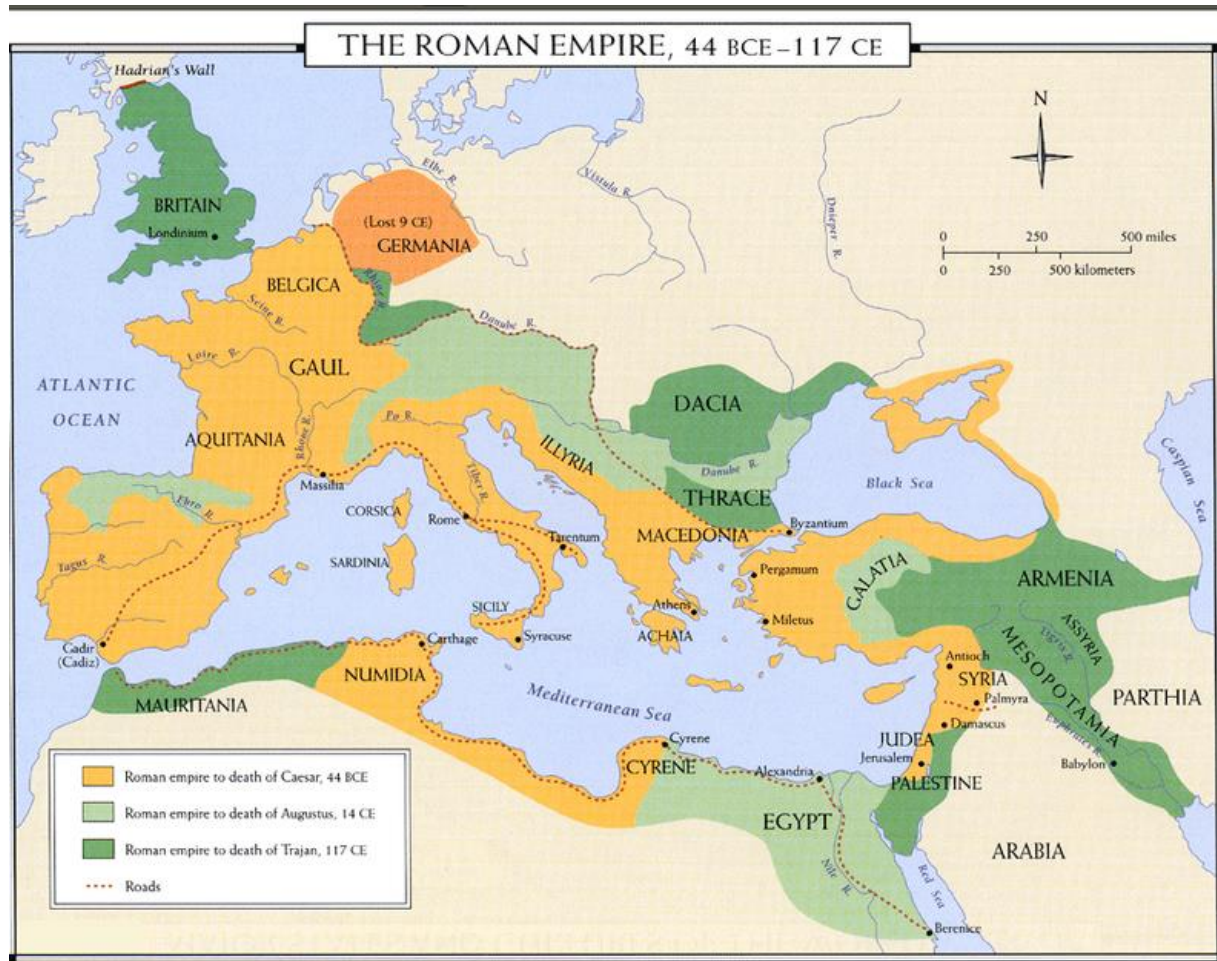 THE ROMAN EMPIRE, 44 BCE–117 CE
Hadrian's Wall
N
BRITAIN
Londinium
Elbe R.
Vistula R.
Dnieper R.
(Lost 9 CE)
GERMANIA
0 250 500 miles
0 250 500 kilometers
BELGICA
Rhine R.
Seine R.
Danube R.
Loire R.
GAUL
ATLANTIC
OCEAN
DACIA
AQUITANIA
Rhone R.
Po R.
ILLYRIA
Danube R.
Caspian Sea
Black Sea
Massilia
Ebro R.
Tiber R.
THRACE
CORSICA
Rome
Byzantium
MACEDONIA
Tarentum
Tagus R.
SARDINIA
Pergamum
GALATIA
ARMENIA
SICILY
Athens
ACHAIA
Miletus
Syracuse
Carthage
Gadir
(Cadiz)
Tigris R.
ASSYRIA
MESOPOTAMIA
Antioch
SYRIA
Palmyra
PARTHIA
NUMIDIA
MAURITANIA
Mediterranean Sea
Damascus
Euphrates R.
JUDEA
Jerusalem
Babylon
Cyrene
CYRENE
Alexandria
PALESTINE
EGYPT
ARABIA
Nile R.
Red Sea
Berenice
Roman empire to death of Caesar, 44 BCE
Roman empire to death of Augustus, 14 CE
Roman empire to death of Trajan, 117 CE
Roads